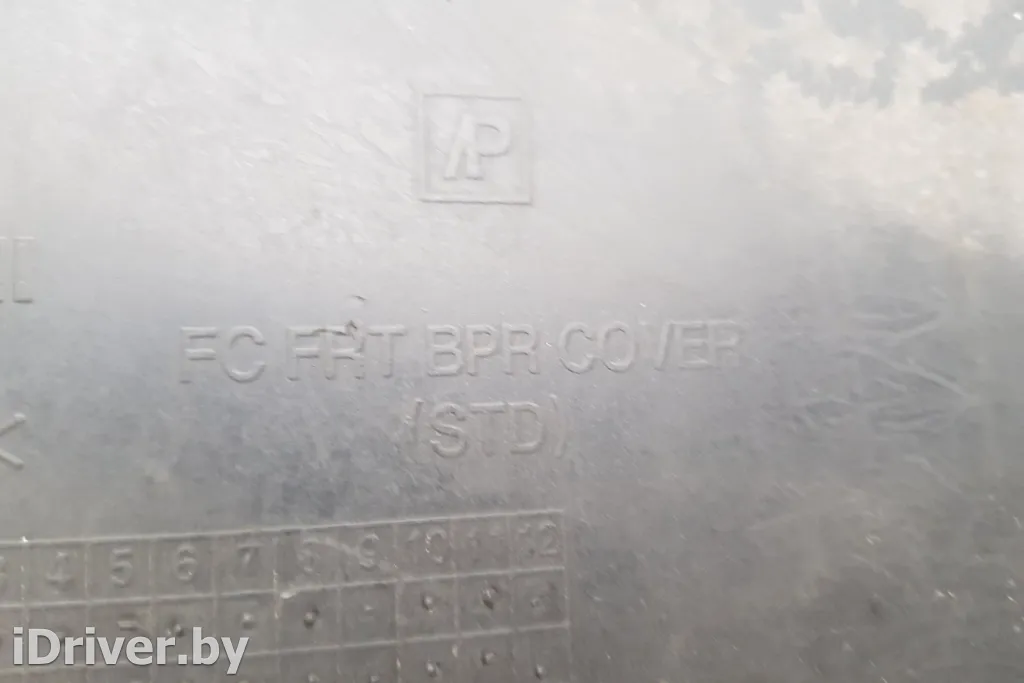 AP
FC FRT BPR COVER
(STD)
4 5 6 7 8 9 10 11 12
iDriver.by